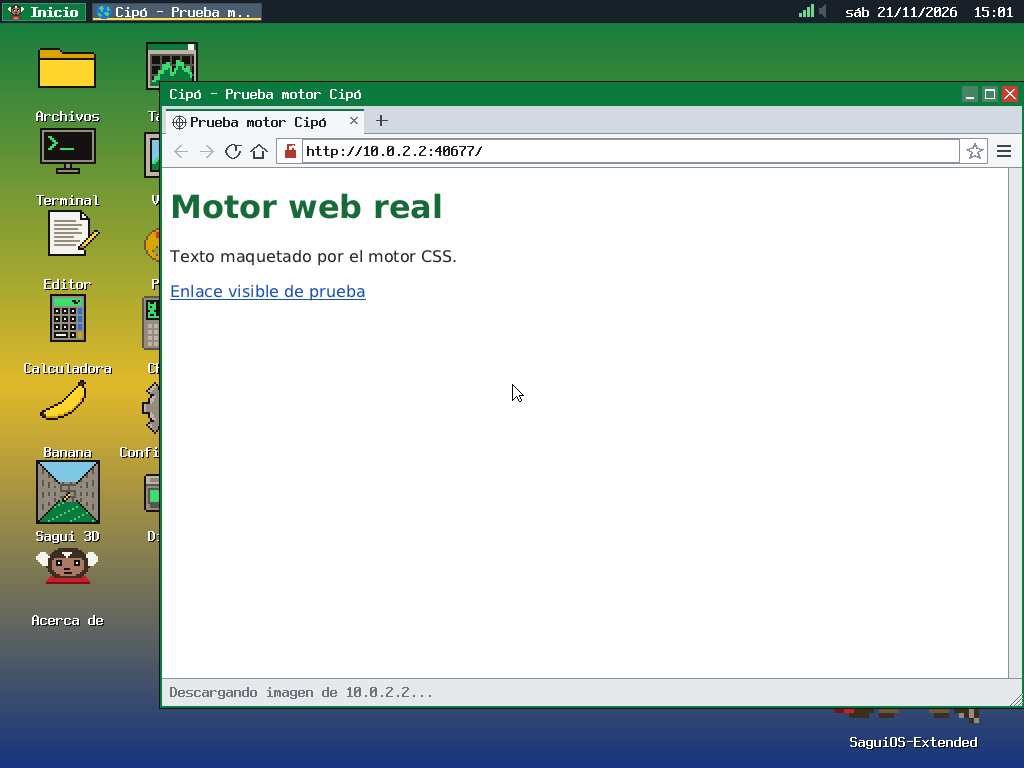 Inicio
Cipó - Prueba m..
sáb 21/11/2026 15:01
Archivos
Terminal
Editor
Calculadora
Banana
Sagui 3D
Acerca de
Cipó - Prueba motor Cipó
Prueba motor Cipó
http://10.0.2.2:40677/
Motor web real
Texto maquetado por el motor CSS.
Enlace visible de prueba
Descargando imagen de 10.0.2.2...
SaguiOS-Extended